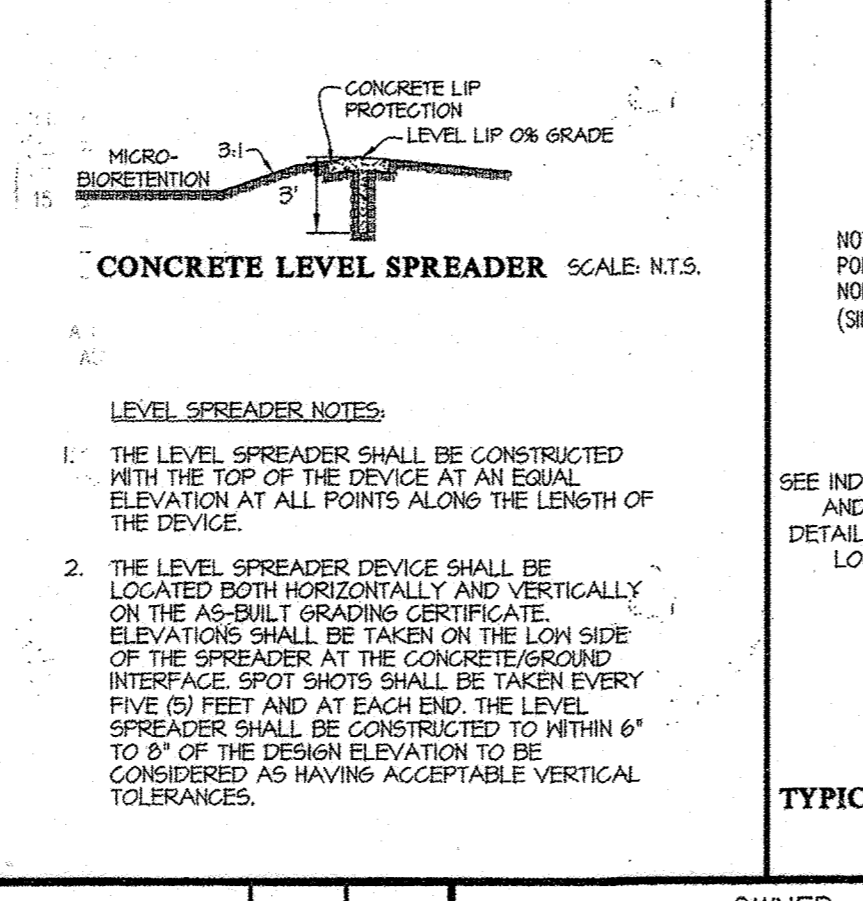 CONCRETE LIP
PROTECTION
LEVEL LIP 0% GRADE
MICRO-
BIORETENTION
3:1
3'
15
CONCRETE LEVEL SPREADER SCALE: N.T.S.
LEVEL SPREADER NOTES:
1. THE LEVEL SPREADER SHALL BE CONSTRUCTED
WITH THE TOP OF THE DEVICE AT AN EQUAL
ELEVATION AT ALL POINTS ALONG THE LENGTH OF
THE DEVICE.
2. THE LEVEL SPREADER DEVICE SHALL BE
LOCATED BOTH HORIZONTALLY AND VERTICALLY
ON THE AS-BUILT GRADING CERTIFICATE.
ELEVATIONS SHALL BE TAKEN ON THE LOW SIDE
OF THE SPREADER AT THE CONCRETE/GROUND
INTERFACE. SPOT SHOTS SHALL BE TAKEN EVERY
FIVE (5) FEET AND AT EACH END. THE LEVEL
SPREADER SHALL BE CONSTRUCTED TO WITHIN 6"
TO 8" OF THE DESIGN ELEVATION TO BE
CONSIDERED AS HAVING ACCEPTABLE VERTICAL
TOLERANCES.
SEE IND
AND
DETAIL
LO
TYPIC